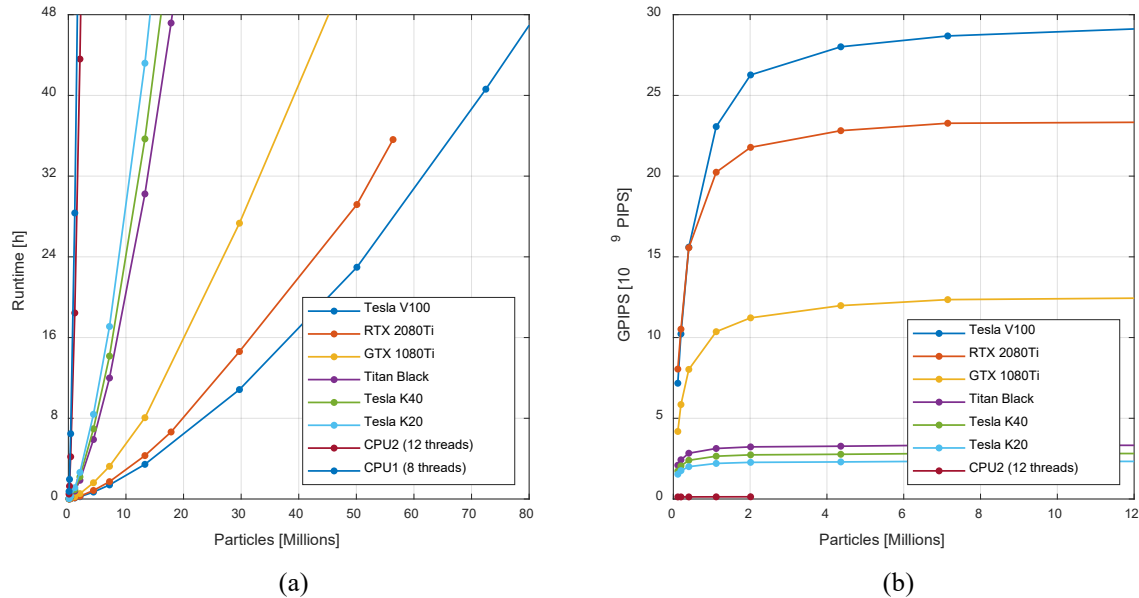 48
40
32
24
16
8
0
Runtime [h]
0 10 20 30 40 50 60 70 80
Particles [Millions]
Tesla V100
RTX 2080Ti
GTX 1080Ti
Titan Black
Tesla K40
Tesla K20
CPU2 (12 threads)
CPU1 (8 threads)
(a)
30
25
20
15
10
5
0
GPIPS [10 9 PIPS]
0 2 4 6 8 10 12
Particles [Millions]
Tesla V100
RTX 2080Ti
GTX 1080Ti
Titan Black
Tesla K40
Tesla K20
CPU2 (12 threads)
(b)